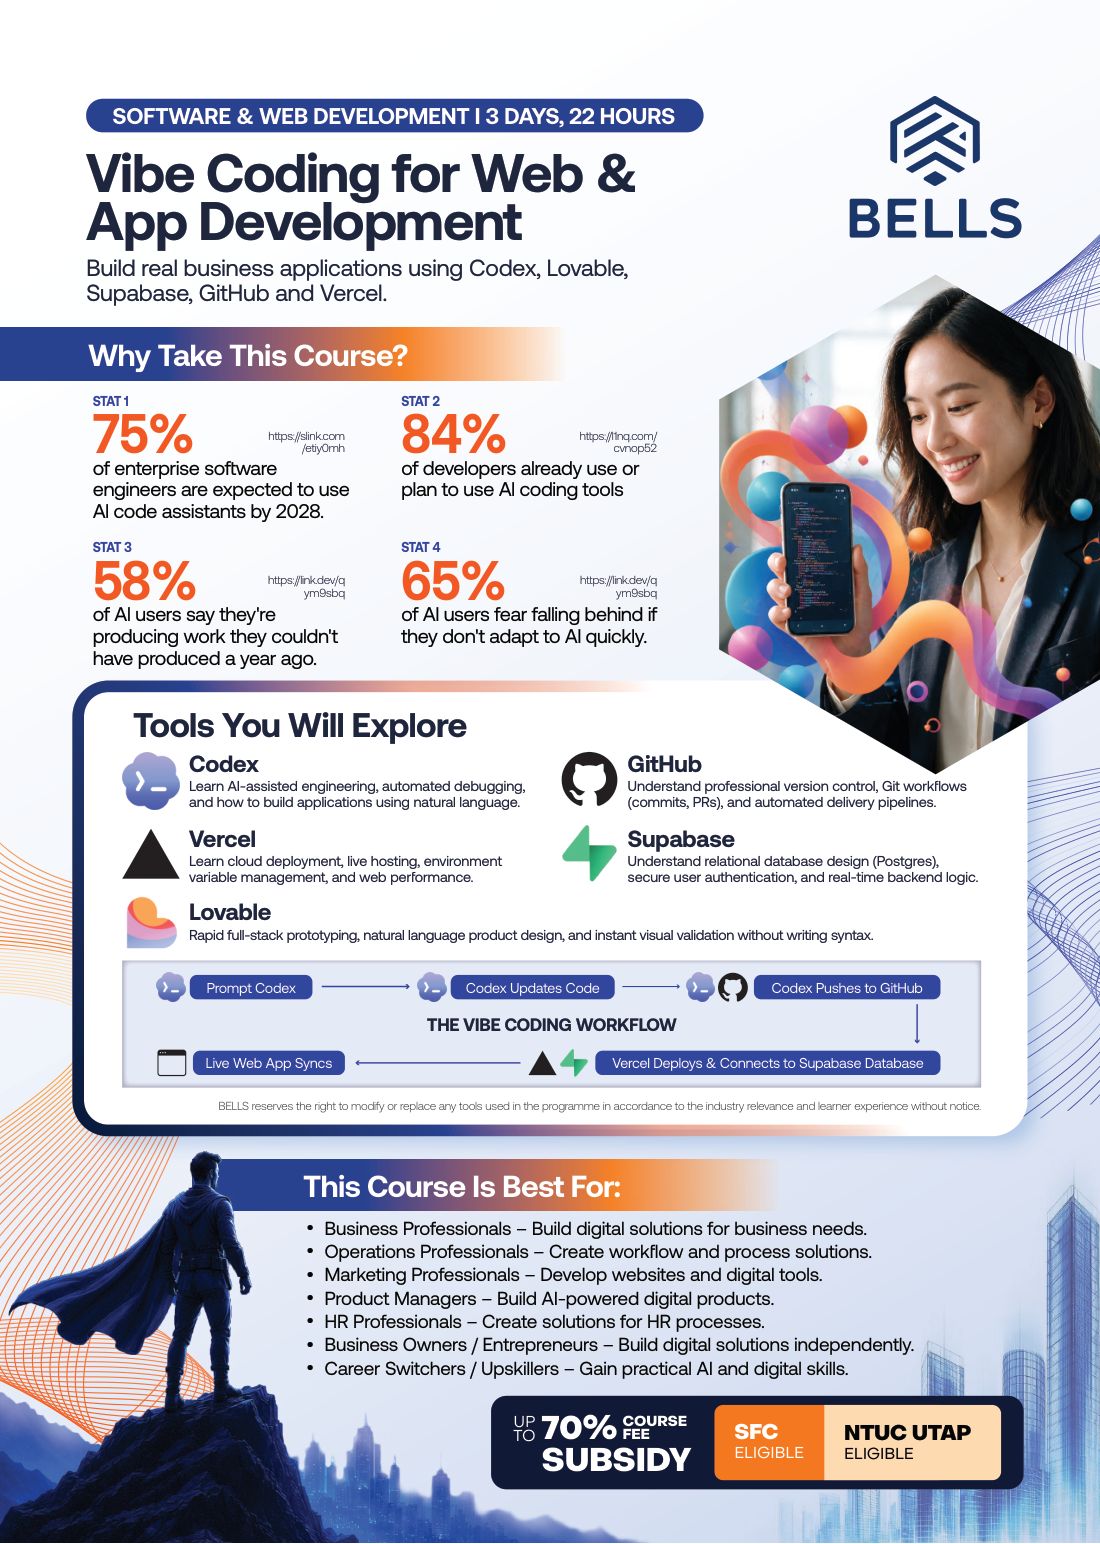 SOFTWARE & WEB DEVELOPMENT I 3 DAYS, 22 HOURS
Vibe Coding for Web &
App Development
Build real business applications using Codex, Lovable,
Supabase, GitHub and Vercel.
BELLS
Why Take This Course?
STAT 1
75%
https://slink.com
/etiy0mh
of enterprise software
engineers are expected to use
AI code assistants by 2028.
STAT 2
84%
https://l1nq.com/
cvnop52
of developers already use or
plan to use AI coding tools
STAT 3
58%
https://link.dev/q
ym9sbq
of AI users say they're
producing work they couldn't
have produced a year ago.
STAT 4
65%
https://link.dev/q
ym9sbq
of AI users fear falling behind if
they don't adapt to AI quickly.
Tools You Will Explore
Codex
Learn AI-assisted engineering, automated debugging,
and how to build applications using natural language.
GitHub
Understand professional version control, Git workflows
(commits, PRs), and automated delivery pipelines.
Vercel
Learn cloud deployment, live hosting, environment
variable management, and web performance.
Supabase
Understand relational database design (Postgres),
secure user authentication, and real-time backend logic.
Lovable
Rapid full-stack prototyping, natural language product design, and instant visual validation without writing syntax.
Prompt Codex
Codex Updates Code
Codex Pushes to GitHub
THE VIBE CODING WORKFLOW
Live Web App Syncs
Vercel Deploys & Connects to Supabase Database
BELLS reserves the right to modify or replace any tools used in the programme in accordance to the industry relevance and learner experience without notice.
This Course Is Best For:
• Business Professionals – Build digital solutions for business needs.
• Operations Professionals – Create workflow and process solutions.
• Marketing Professionals – Develop websites and digital tools.
• Product Managers – Build AI-powered digital products.
• HR Professionals – Create solutions for HR processes.
• Business Owners / Entrepreneurs – Build digital solutions independently.
• Career Switchers / Upskillers – Gain practical AI and digital skills.
UP TO 70% COURSE FEE
SUBSIDY
SFC
ELIGIBLE
NTUC UTAP
ELIGIBLE